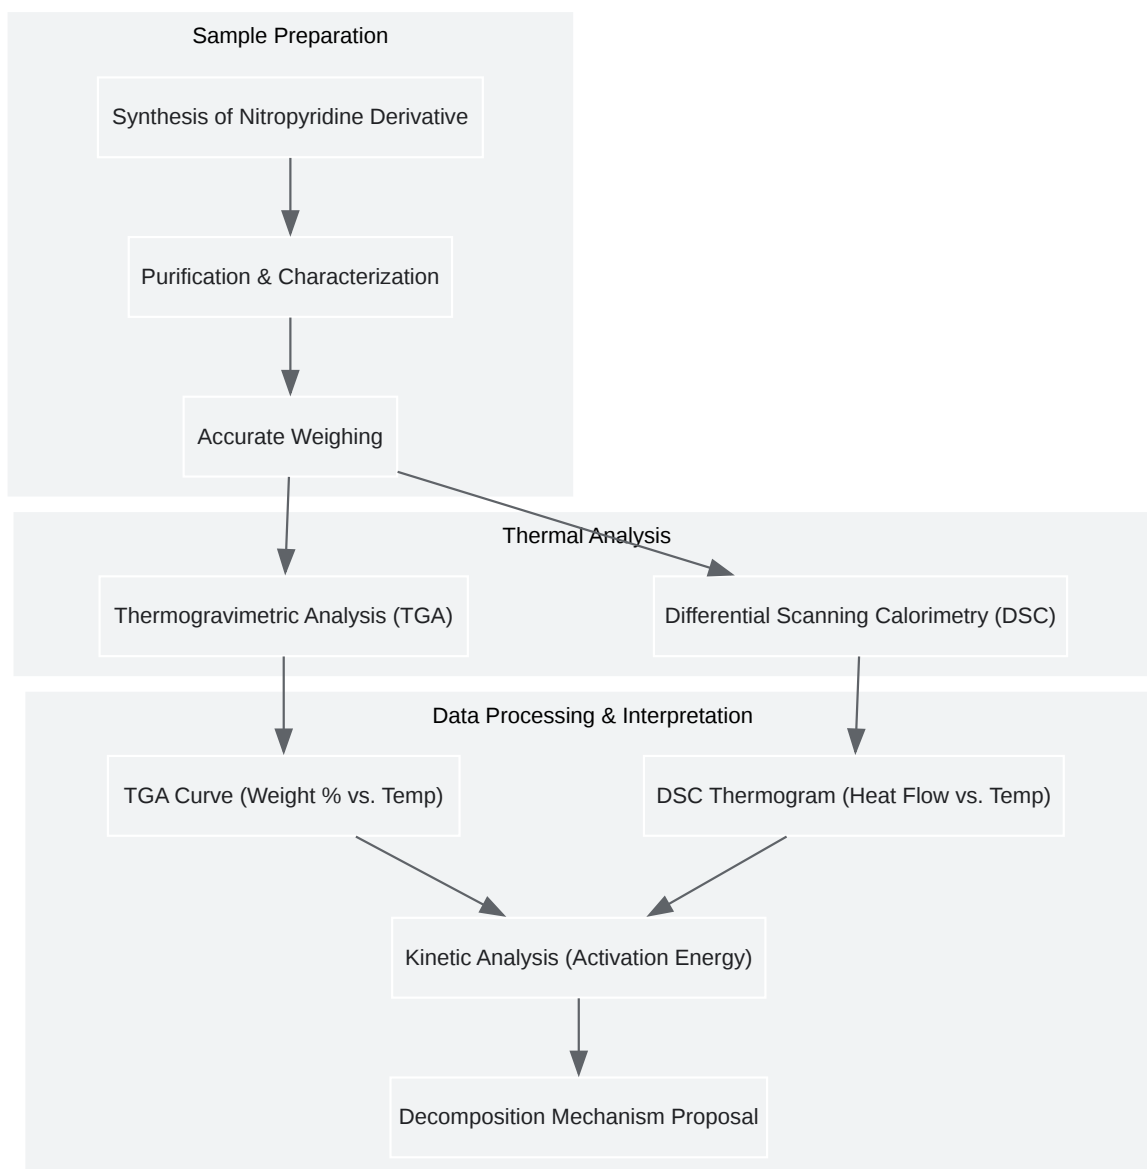 Sample Preparation
Synthesis of Nitropyridine Derivative
Purification & Characterization
Accurate Weighing
Thermal Analysis
Thermogravimetric Analysis (TGA)
Differential Scanning Calorimetry (DSC)
Data Processing & Interpretation
TGA Curve (Weight % vs. Temp)
DSC Thermogram (Heat Flow vs. Temp)
Kinetic Analysis (Activation Energy)
Decomposition Mechanism Proposal